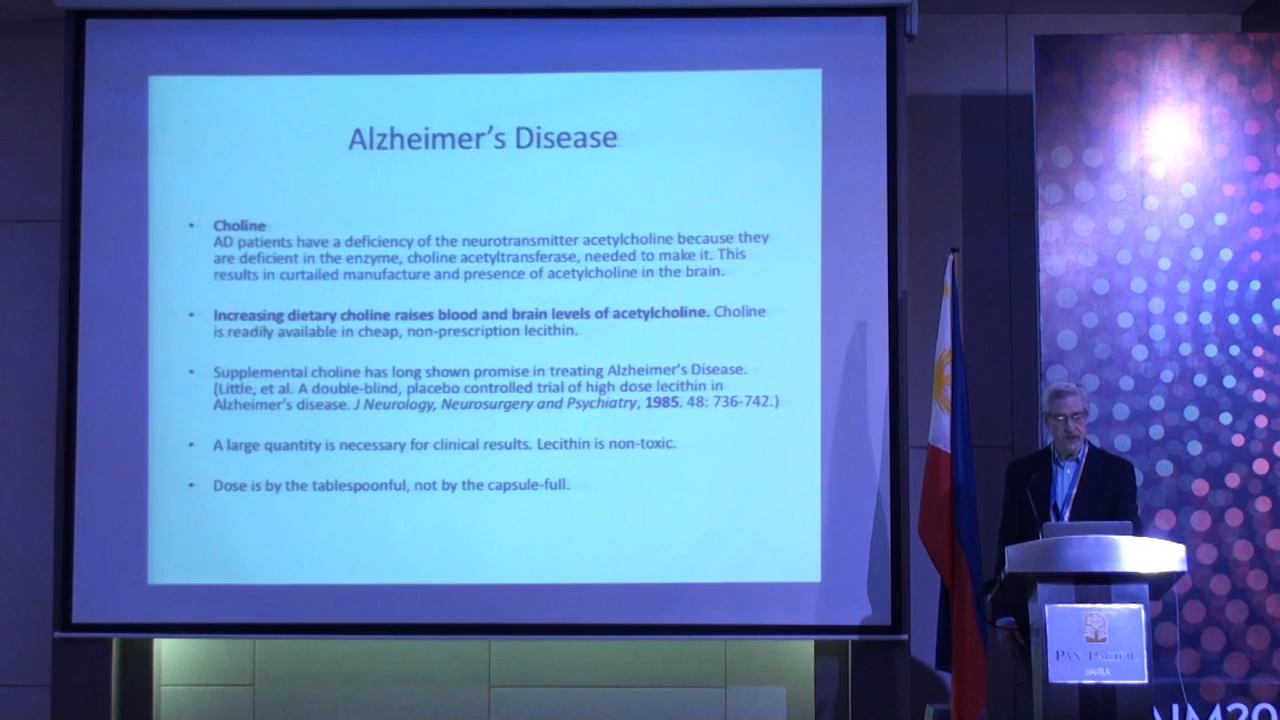 Alzheimer's Disease
• Choline
AD patients have a deficiency of the neurotransmitter acetylcholine because they
are deficient in the enzyme, choline acetyltransferase, needed to make it. This
results in curtailed manufacture and presence of acetylcholine in the brain.
• Increasing dietary choline raises blood and brain levels of acetylcholine. Choline
is readily available in cheap, non-prescription lecithin.
• Supplemental choline has long shown promise in treating Alzheimer's Disease.
(Little, et al. A double-blind, placebo controlled trial of high dose lecithin in
Alzheimer's disease. J Neurology, Neurosurgery and Psychiatry, 1985. 48: 736-742.)
• A large quantity is necessary for clinical results. Lecithin is non-toxic.
• Dose is by the tablespoonful, not by the capsule-full.
PAN PACIFIC
MANILA